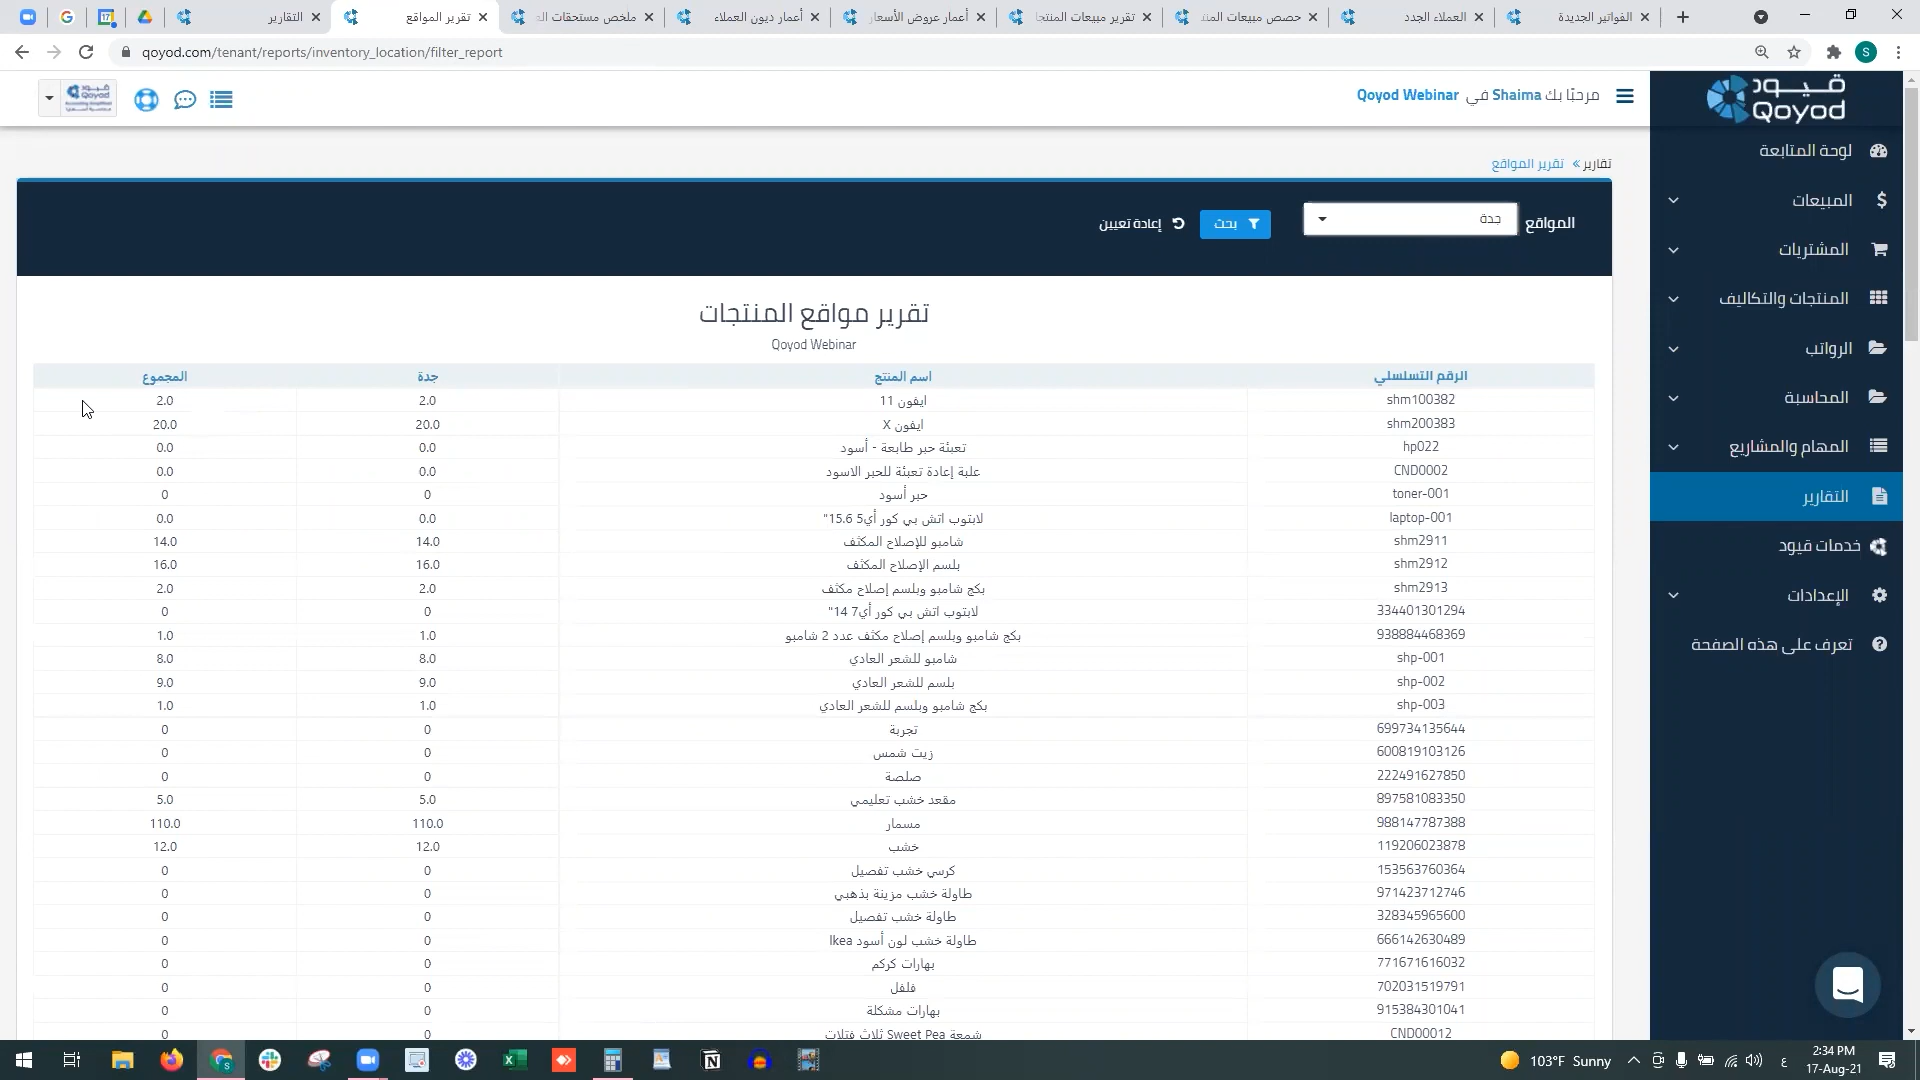 التقارير
تقرير المواقع
ملخص مستحقات
أعمار ديون العملاء
أعمار عروض الأسعار
تقرير مبيعات المنتجا
حصص مبيعات المنت
العملاء الجدد
الفواتير الجديدة
qoyod.com/tenant/reports/inventory_location/filter_report
S
قيود
Qoyod
مرحبًا بك Shaima في Qoyod Webinar
لوحة المتابعة
المبيعات
المشتريات
المنتجات والتكاليف
الرواتب
المحاسبة
المهام والمشاريع
التقارير
خدمات قيود
الإعدادات
تعرف على هذه الصفحة
تقارير » تقرير المواقع
المواقع جدة بحث إعادة تعيين
تقرير مواقع المنتجات
Qoyod Webinar
الرقم التسلسلي اسم المنتج جدة المجموع
shm100382 ايفون 11 2.0 2.0
shm200383 ايفون X 20.0 20.0
hp022 تعبئة حبر طابعة - أسود 0.0 0.0
CND0002 علبة إعادة تعبئة للحبر الاسود 0.0 0.0
toner-001 حبر أسود 0 0
laptop-001 لابتوب اتش بي كور أي5 15.6" 0.0 0.0
shm2911 شامبو للإصلاح المكثف 14.0 14.0
shm2912 بلسم الإصلاح المكثف 16.0 16.0
shm2913 بكج شامبو وبلسم إصلاح مكثف 2.0 2.0
334401301294 لابتوب اتش بي كور أي7 14" 0 0
938884468369 بكج شامبو وبلسم إصلاح مكثف عدد 2 شامبو 1.0 1.0
shp-001 شامبو للشعر العادي 8.0 8.0
shp-002 بلسم للشعر العادي 9.0 9.0
shp-003 بكج شامبو وبلسم للشعر العادي 1.0 1.0
699734135644 تجربة 0 0
600819103126 زيت شمس 0 0
222491627850 صلصة 0 0
897581083350 مقعد خشب تعليمي 5.0 5.0
988147787388 مسمار 110.0 110.0
119206023878 خشب 12.0 12.0
153563760364 كرسي خشب تفصيل 0 0
971423712746 طاولة خشب مزينة بذهبي 0 0
328345965600 طاولة خشب تفصيل 0 0
666142630489 طاولة خشب لون أسود Ikea 0 0
771671616032 بهارات كركم 0 0
702031519791 فلفل 0 0
915384301041 بهارات مشكلة 0 0
CND00012 شمعة Sweet Pea ثلاث فتلات 0 0
103°F Sunny
ع
2:34 PM
17-Aug-21